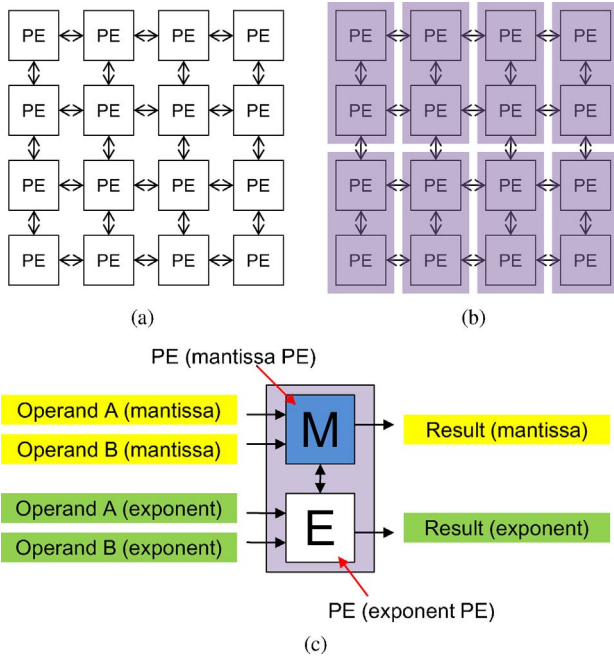 PE PE PE PE PE PE PE PE
PE PE PE PE PE PE PE PE
PE PE PE PE PE PE PE PE
PE PE PE PE PE PE PE PE
(a) (b)
PE (mantissa PE)
Operand A (mantissa)
Operand B (mantissa)
M
Result (mantissa)
Operand A (exponent)
Operand B (exponent)
E
Result (exponent)
PE (exponent PE)
(c)